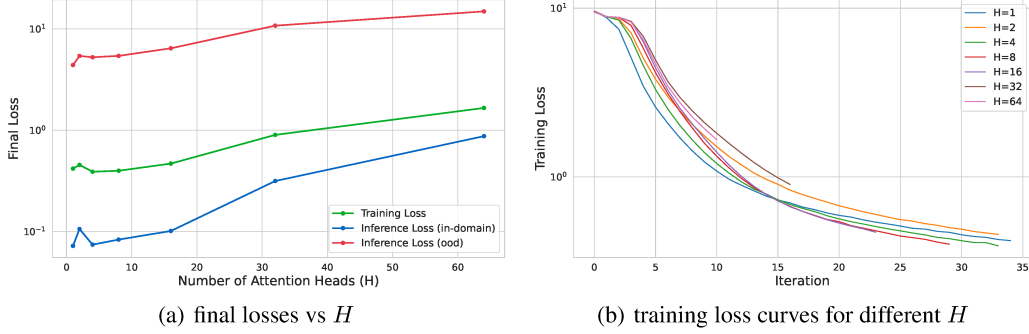 10¹
10⁰
10⁻¹
Final Loss
0 10 20 30 40 50 60
Number of Attention Heads (H)
Training Loss
Inference Loss (in-domain)
Inference Loss (ood)
(a) final losses vs H
10¹
10⁰
Training Loss
0 5 10 15 20 25 30 35
Iteration
H=1
H=2
H=4
H=8
H=16
H=32
H=64
(b) training loss curves for different H